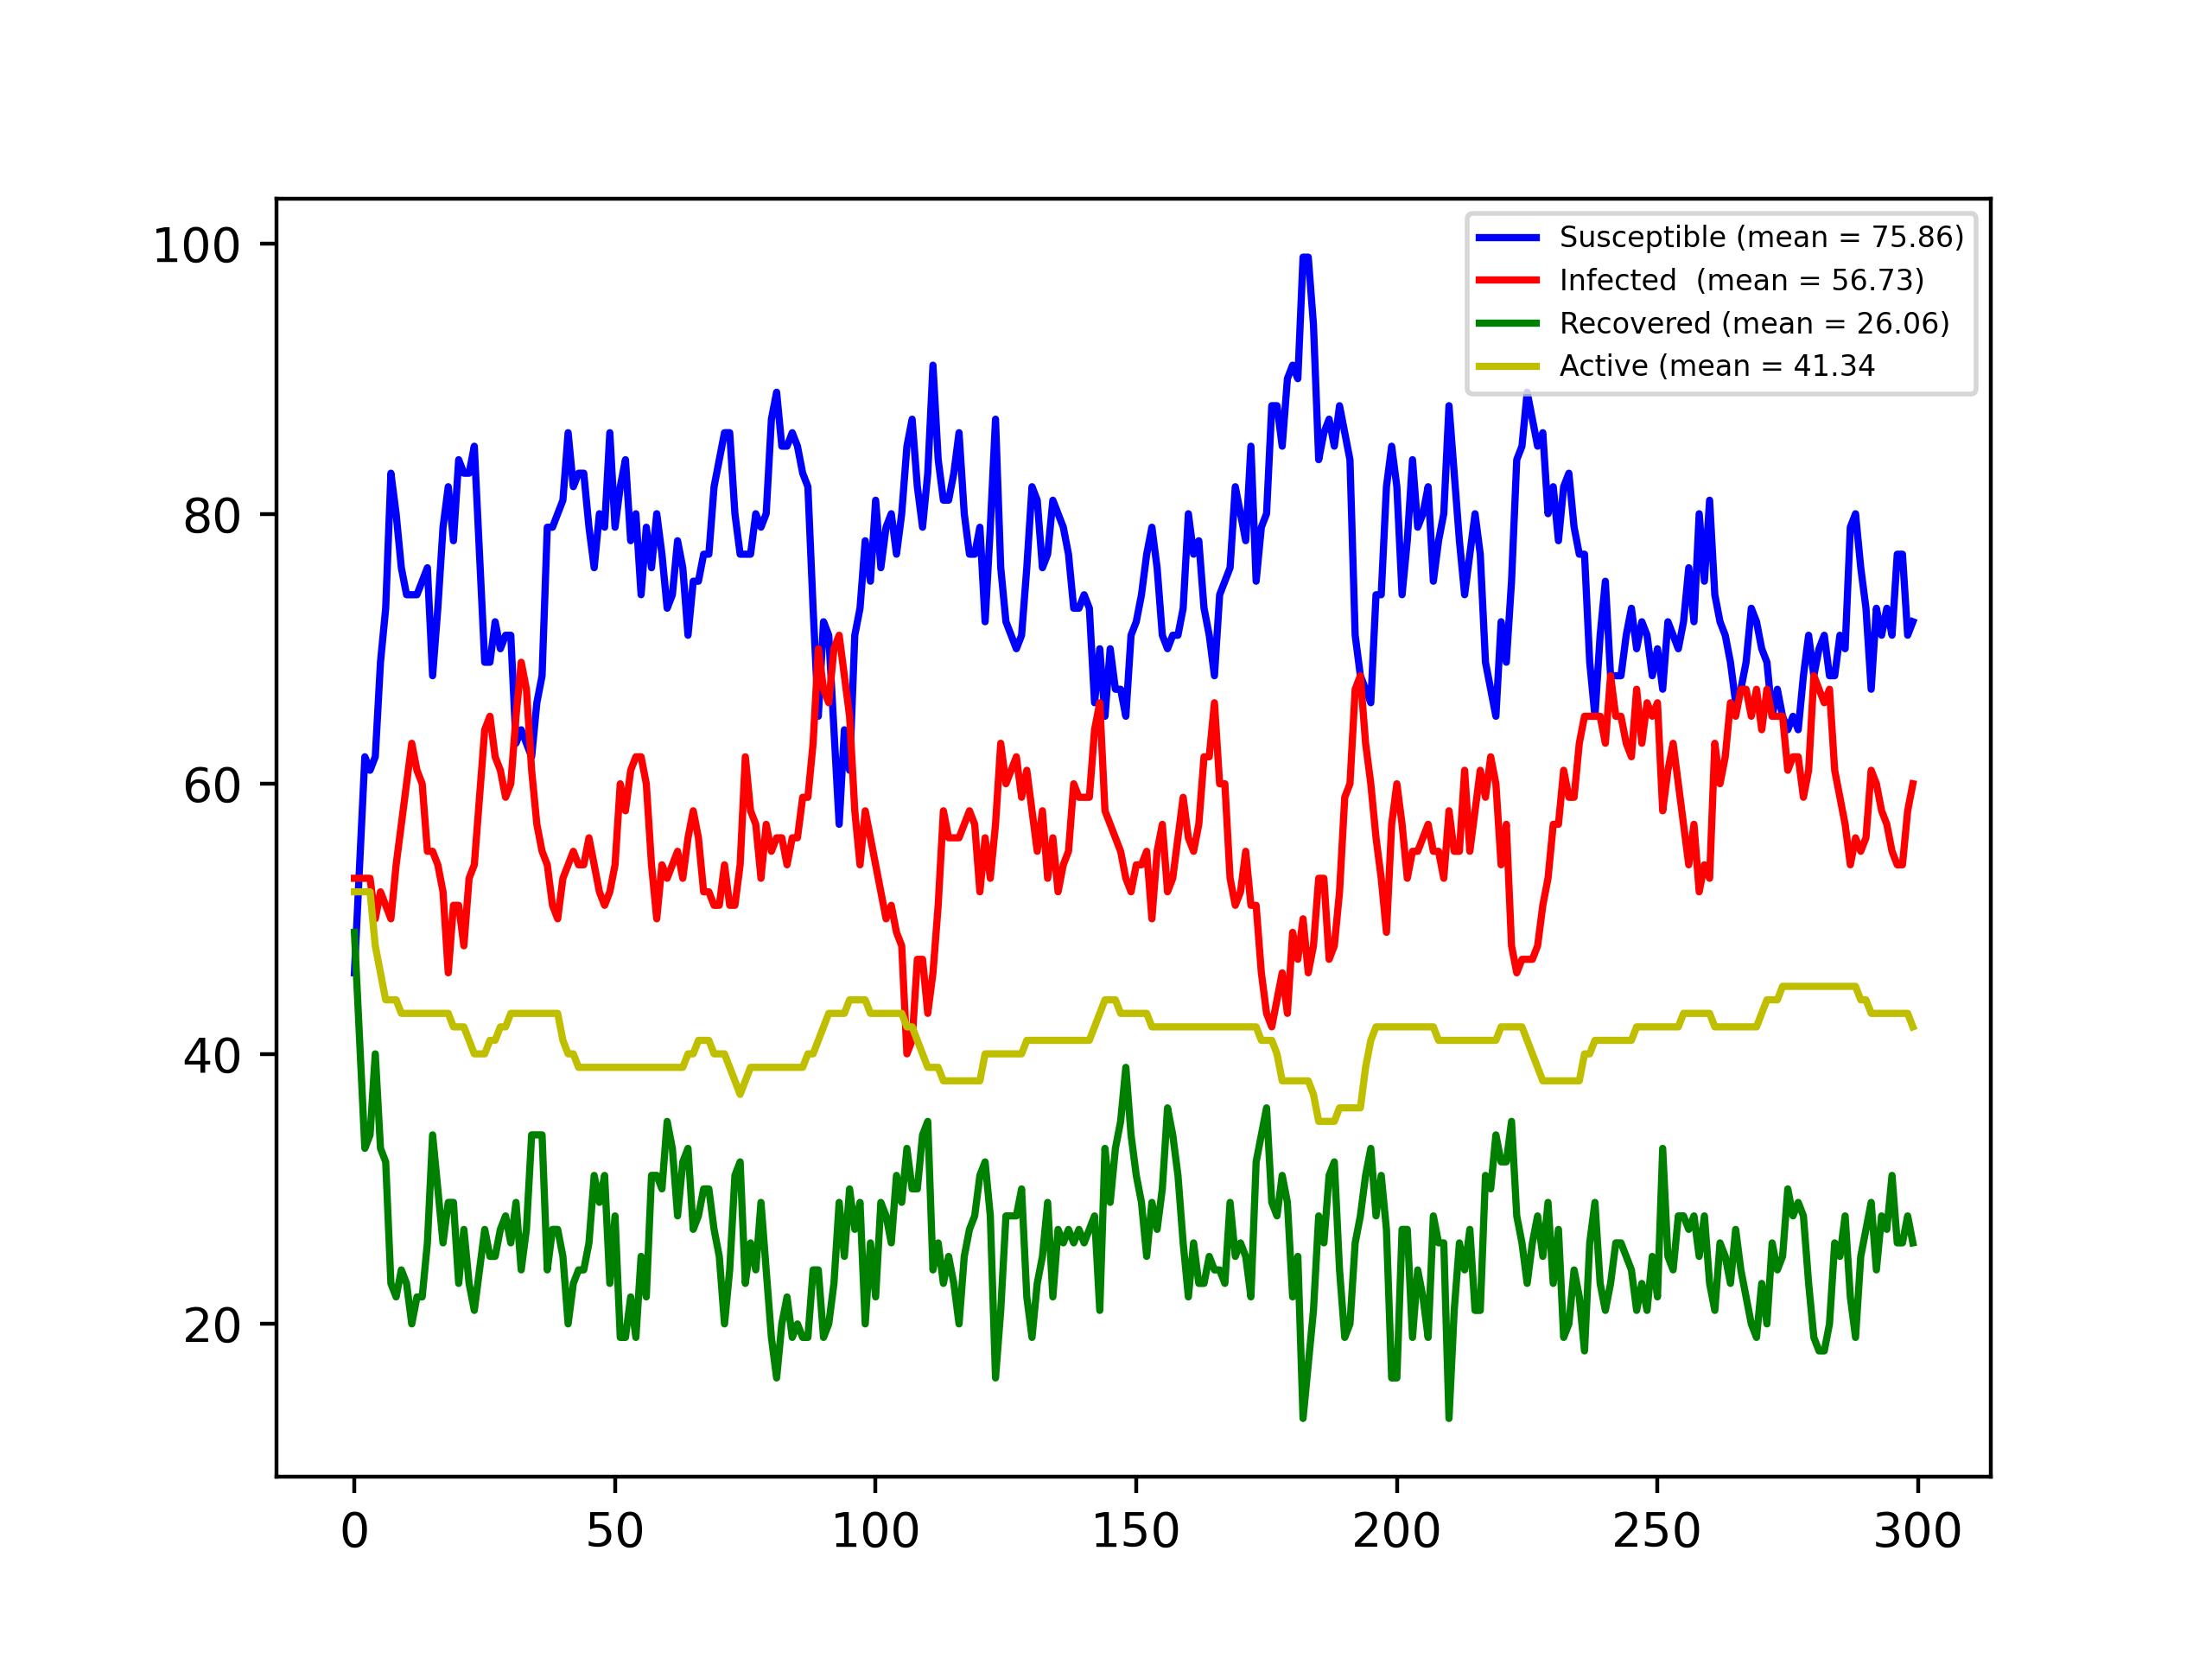 100
80
60
40
20
0 50 100 150 200 250 300
Susceptible (mean = 75.86)
Infected  (mean = 56.73)
Recovered (mean = 26.06)
Active (mean = 41.34